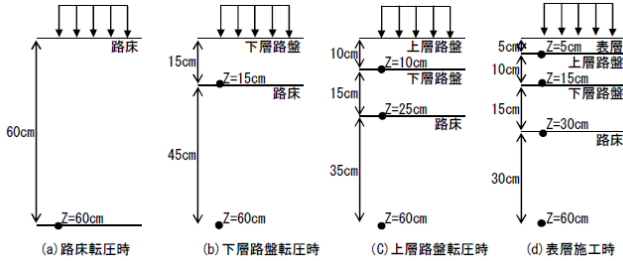 路床
60cm
Z=60cm
(a)路床転圧時
下層路盤
15cm
Z=15cm
路床
45cm
Z=60cm
(b)下層路盤転圧時
上層路盤
10cm
Z=10cm
下層路盤
15cm
Z=25cm
路床
35cm
Z=60cm
(C)上層路盤転圧時
表層
5cm
Z=5cm
上層路盤
10cm
Z=15cm
下層路盤
15cm
Z=30cm
路床
30cm
Z=60cm
(d)表層施工時